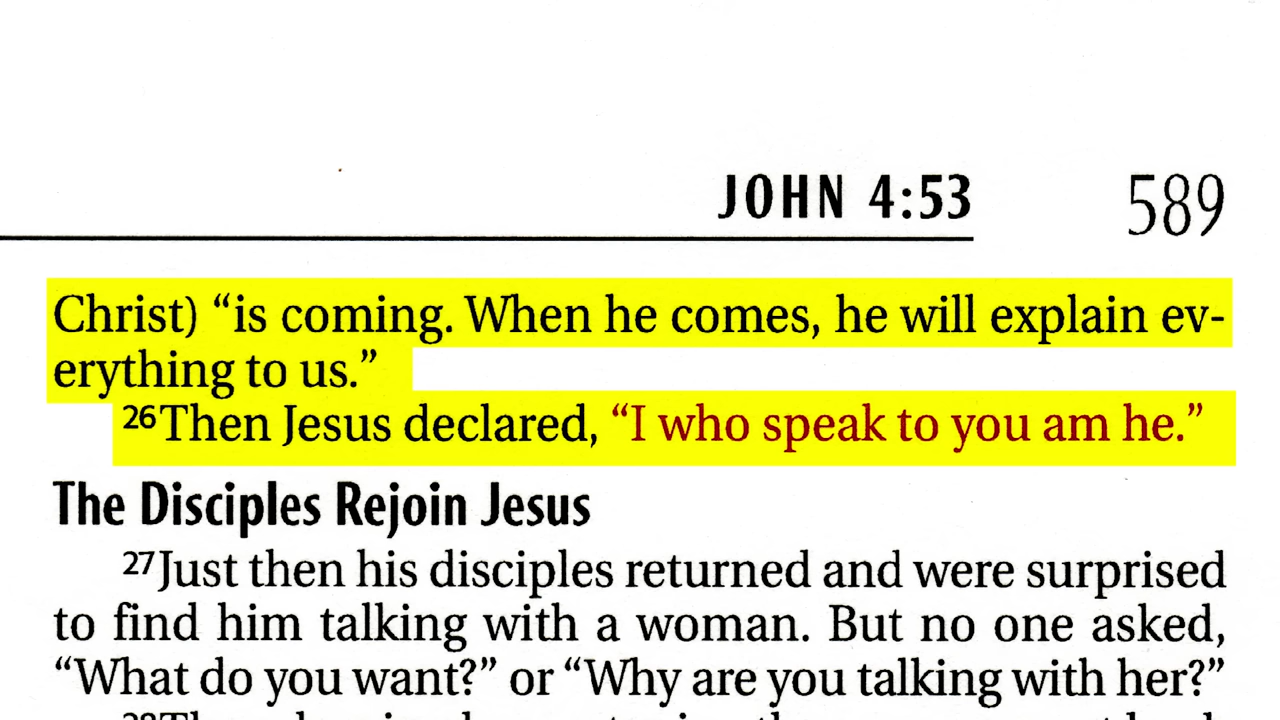 JOHN 4:53 589
Christ) “is coming. When he comes, he will explain ev-
erything to us.”
26Then Jesus declared, “I who speak to you am he.”
The Disciples Rejoin Jesus
27Just then his disciples returned and were surprised
to find him talking with a woman. But no one asked,
“What do you want?” or “Why are you talking with her?”